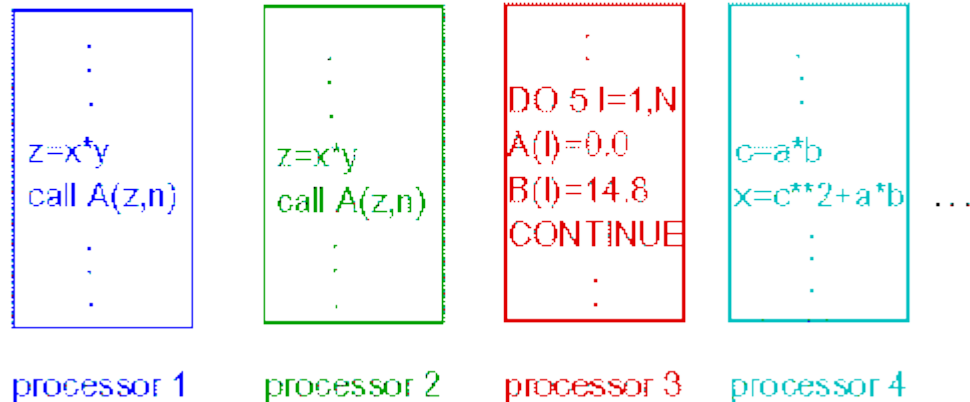 z=x*y
call A(z,n)
processor 1
z=x*y
call A(z,n)
processor 2
DO 5 I=1,N
A(I)=0.0
B(I)=14.8
CONTINUE
processor 3
c=a*b
x=c**2+a*b
processor 4
...